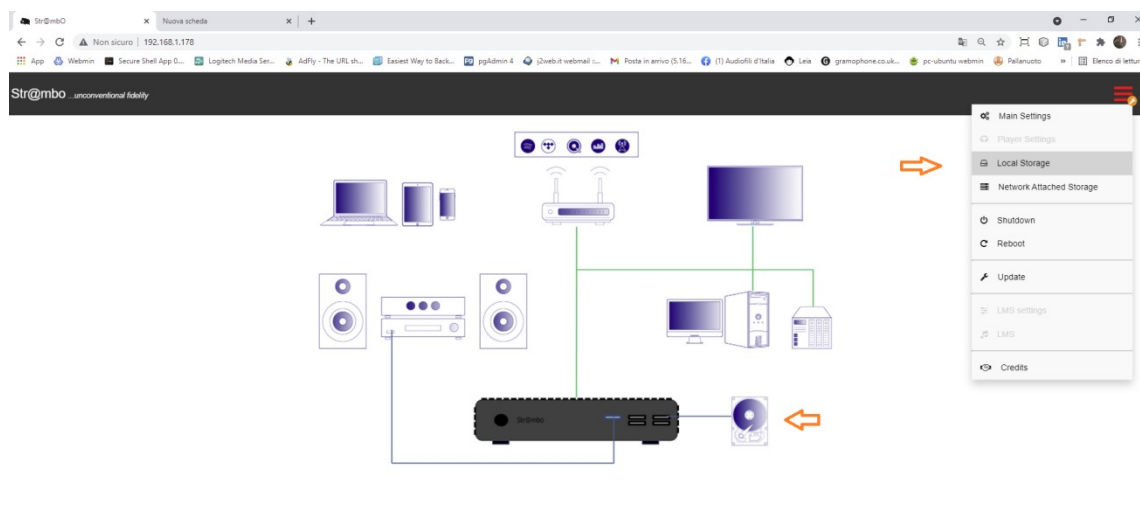 Str@mbO
Nuova scheda
Non sicuro | 192.168.1.178
App
Webmin
Secure Shell App 0...
Logitech Media Ser...
AdFly - The URL sh...
Easiest Way to Back...
pgAdmin 4
j2web.it webmail ::...
Posta in arrivo (5.16...
(1) Audiofili d'Italia
Leia
gramophone.co.uk...
pc-ubuntu webmin
Pallanuoto
»
Elenco di lettur
Str@mbo ...unconventional fidelity
Main Settings
Player Settings
Local Storage
Network Attached Storage
Shutdown
Reboot
Update
LMS settings
LMS
Credits
Str@mbo